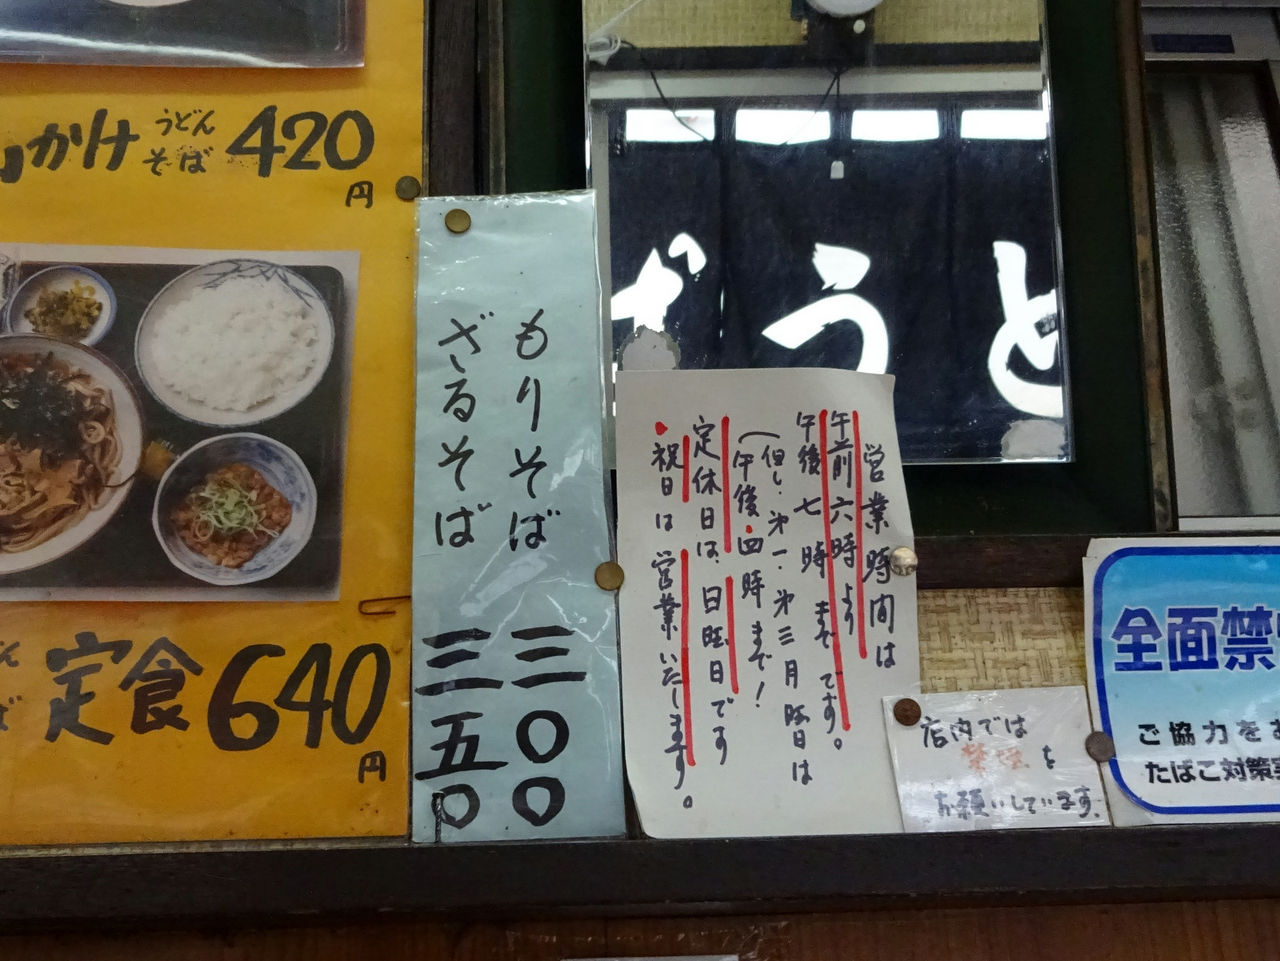 かけ
うどん
そば
420
円
定食
640
円
もりそば 三〇〇
ざるそば 三五〇
うど
営業時間は
午前六時より
午後七時までです。
(但し、第一・第三月曜日は
午後・四時まで!
定休日は、日曜日です
・祝日は営業いたします。
店内では
禁煙を
お願いしています.
全面禁
ご協力をお
たばこ対策